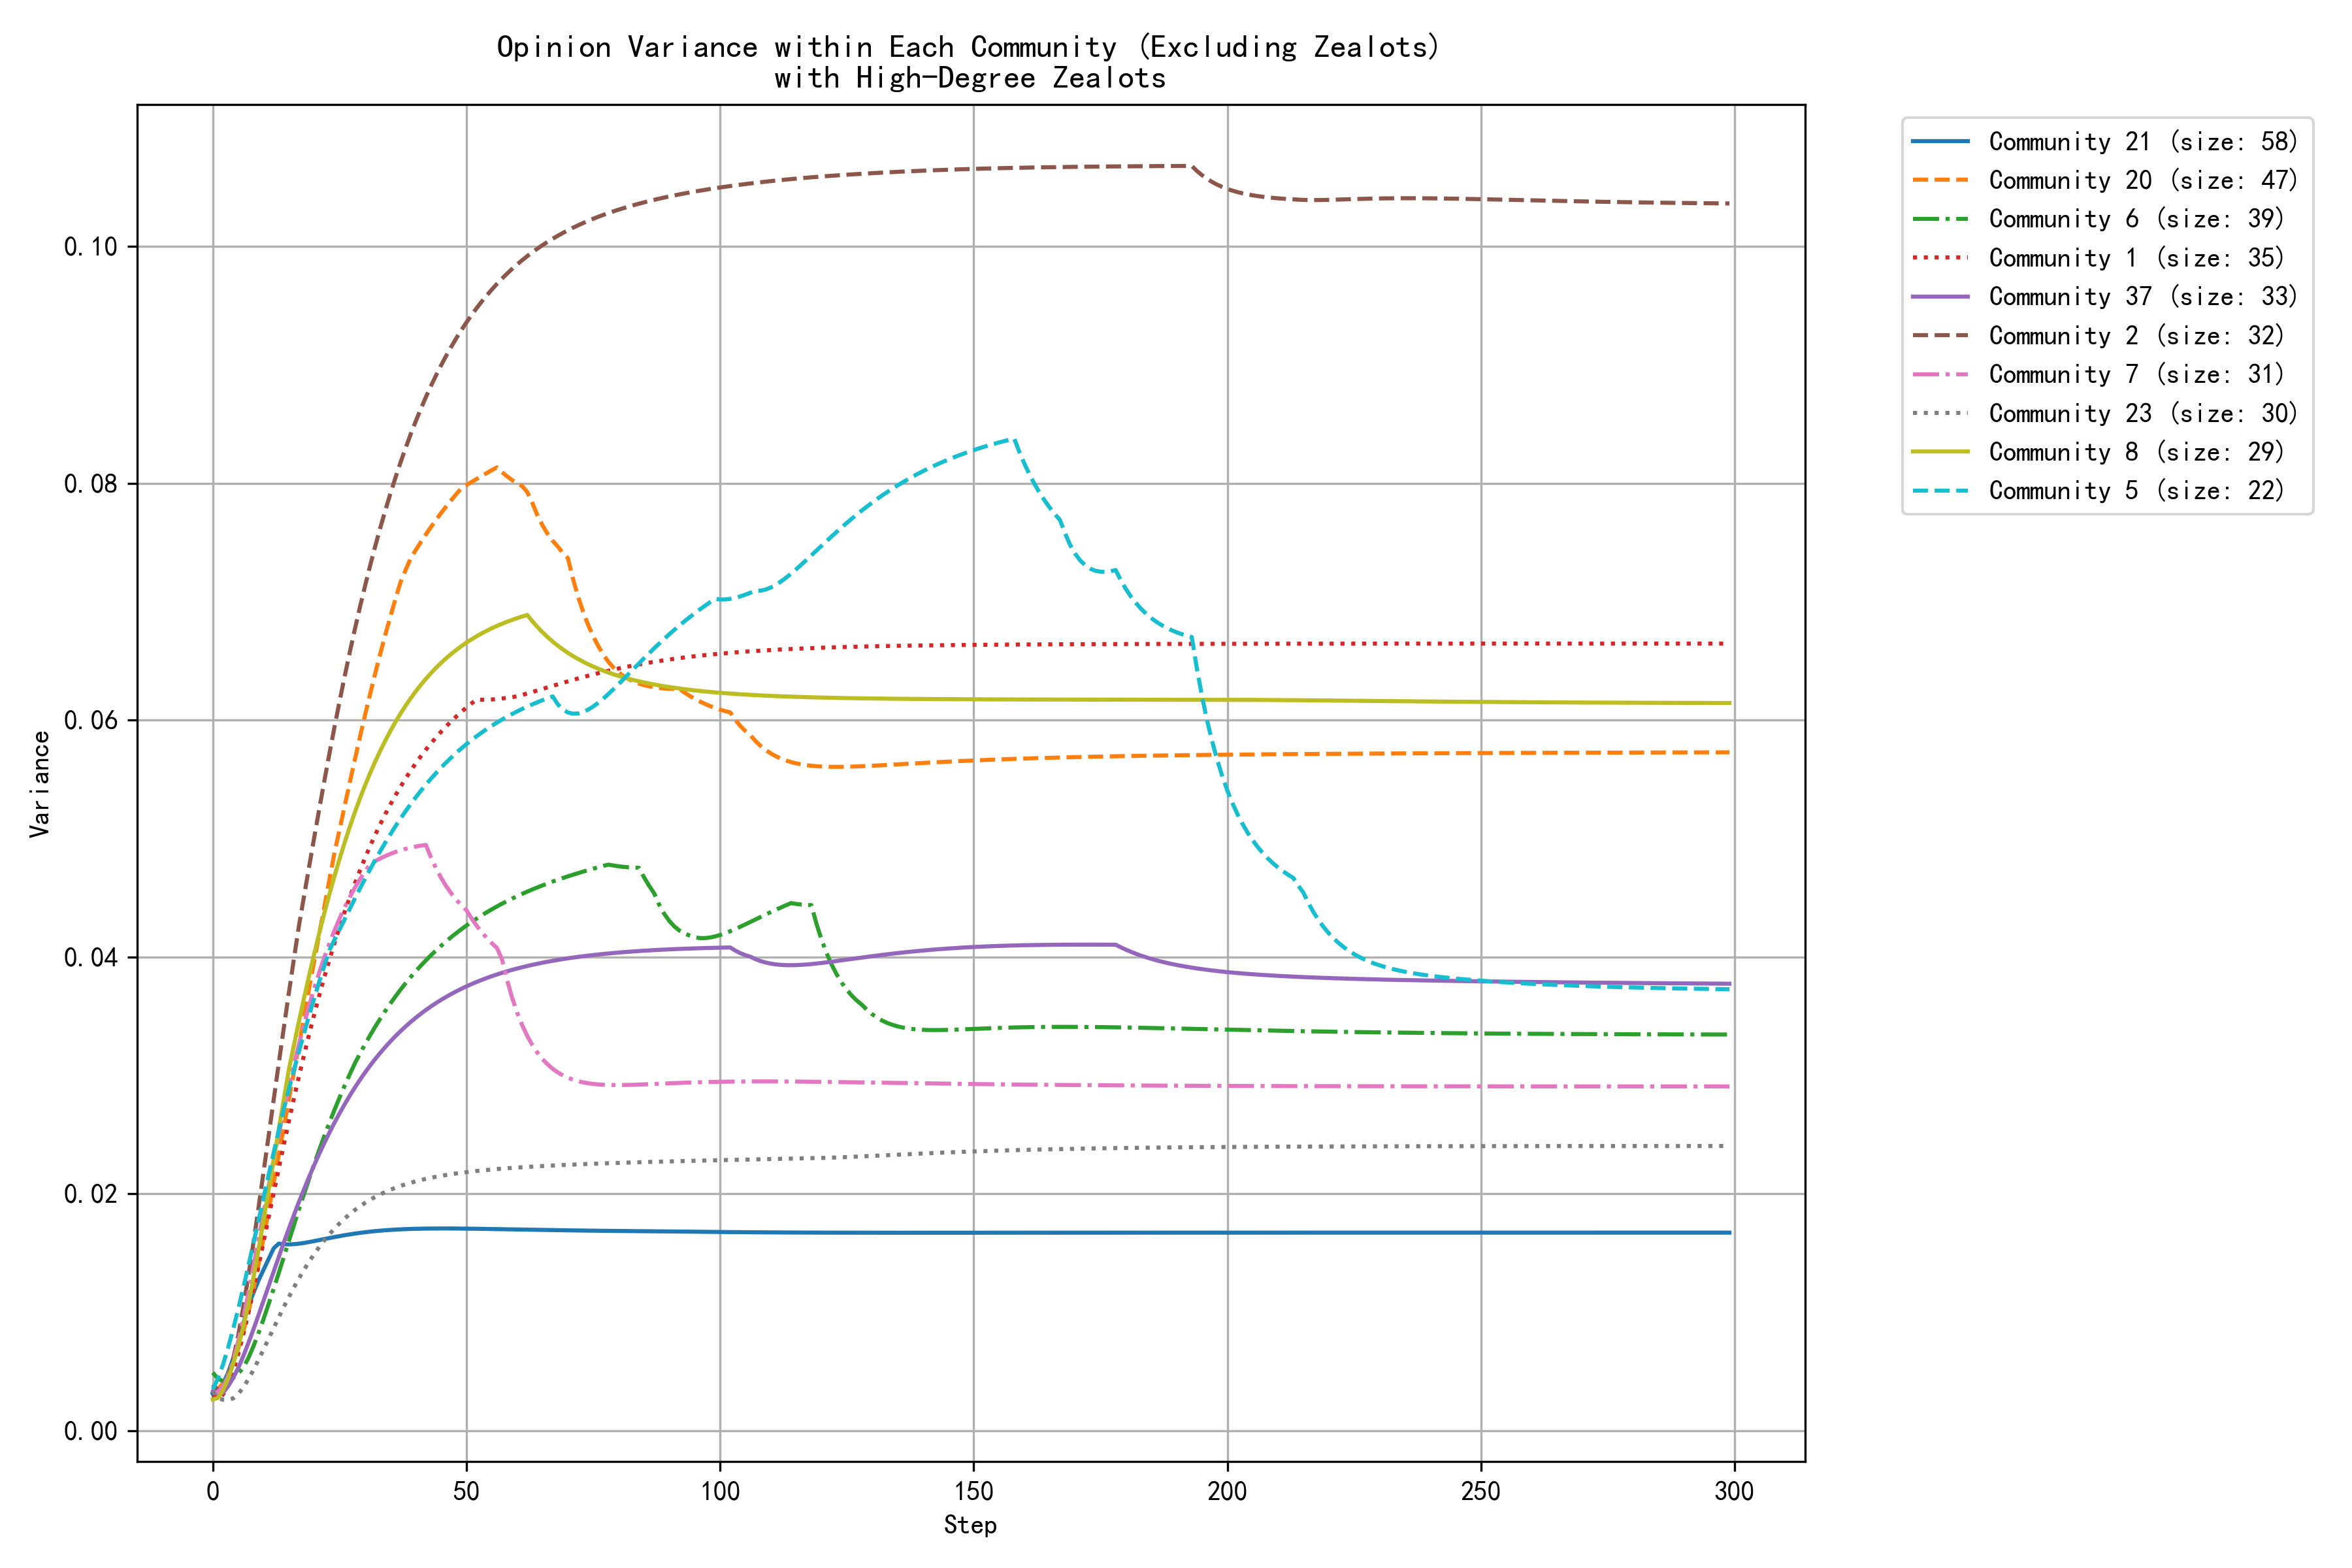 Opinion Variance within Each Community (Excluding Zealots)
with High-Degree Zealots
Variance
0.10
0.08
0.06
0.04
0.02
0.00
0 50 100 150 200 250 300
Step
Community 21 (size: 58)
Community 20 (size: 47)
Community 6 (size: 39)
Community 1 (size: 35)
Community 37 (size: 33)
Community 2 (size: 32)
Community 7 (size: 31)
Community 23 (size: 30)
Community 8 (size: 29)
Community 5 (size: 22)